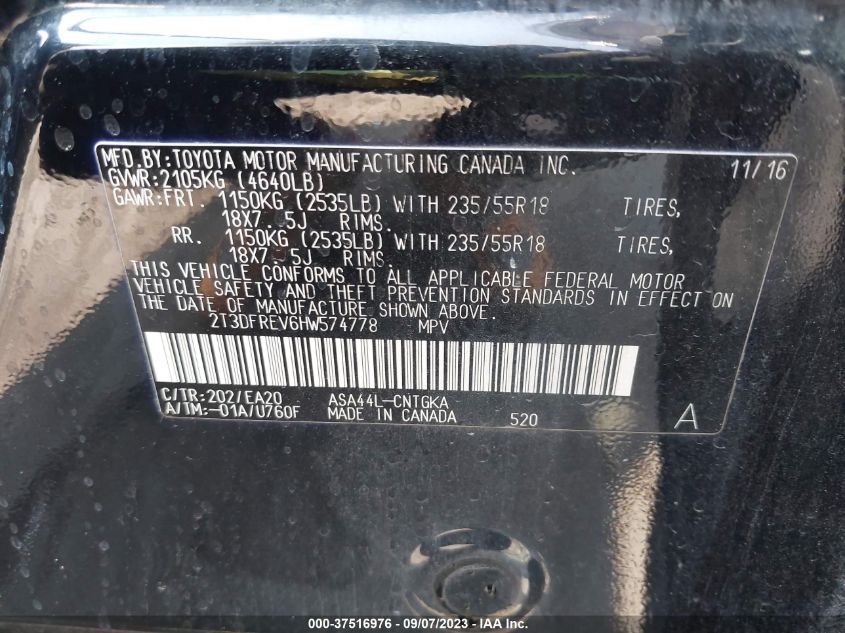 MFD.BY:TOYOTA MOTOR MANUFACTURING CANADA INC. 11/16
GVWR:2105KG (4640LB)
GAWR:FRT. 1150KG (2535LB) WITH 235/55R18 TIRES,
18X7. 5J RIMS.
RR. 1150KG (2535LB) WITH 235/55R18 TIRES,
18X7. 5J RIMS.
THIS VEHICLE CONFORMS TO ALL APPLICABLE FEDERAL MOTOR
VEHICLE SAFETY AND THEFT PREVENTION STANDARDS IN EFFECT ON
THE DATE OF MANUFACTURE SHOWN ABOVE.
2T3DFREV6HW574778 MPV
C/TR:202/EA20 ASA44L-CNTGKA
A/TM:-01A/U760F MADE IN CANADA 520 A
000-37516976 - 09/07/2023 - IAA Inc.